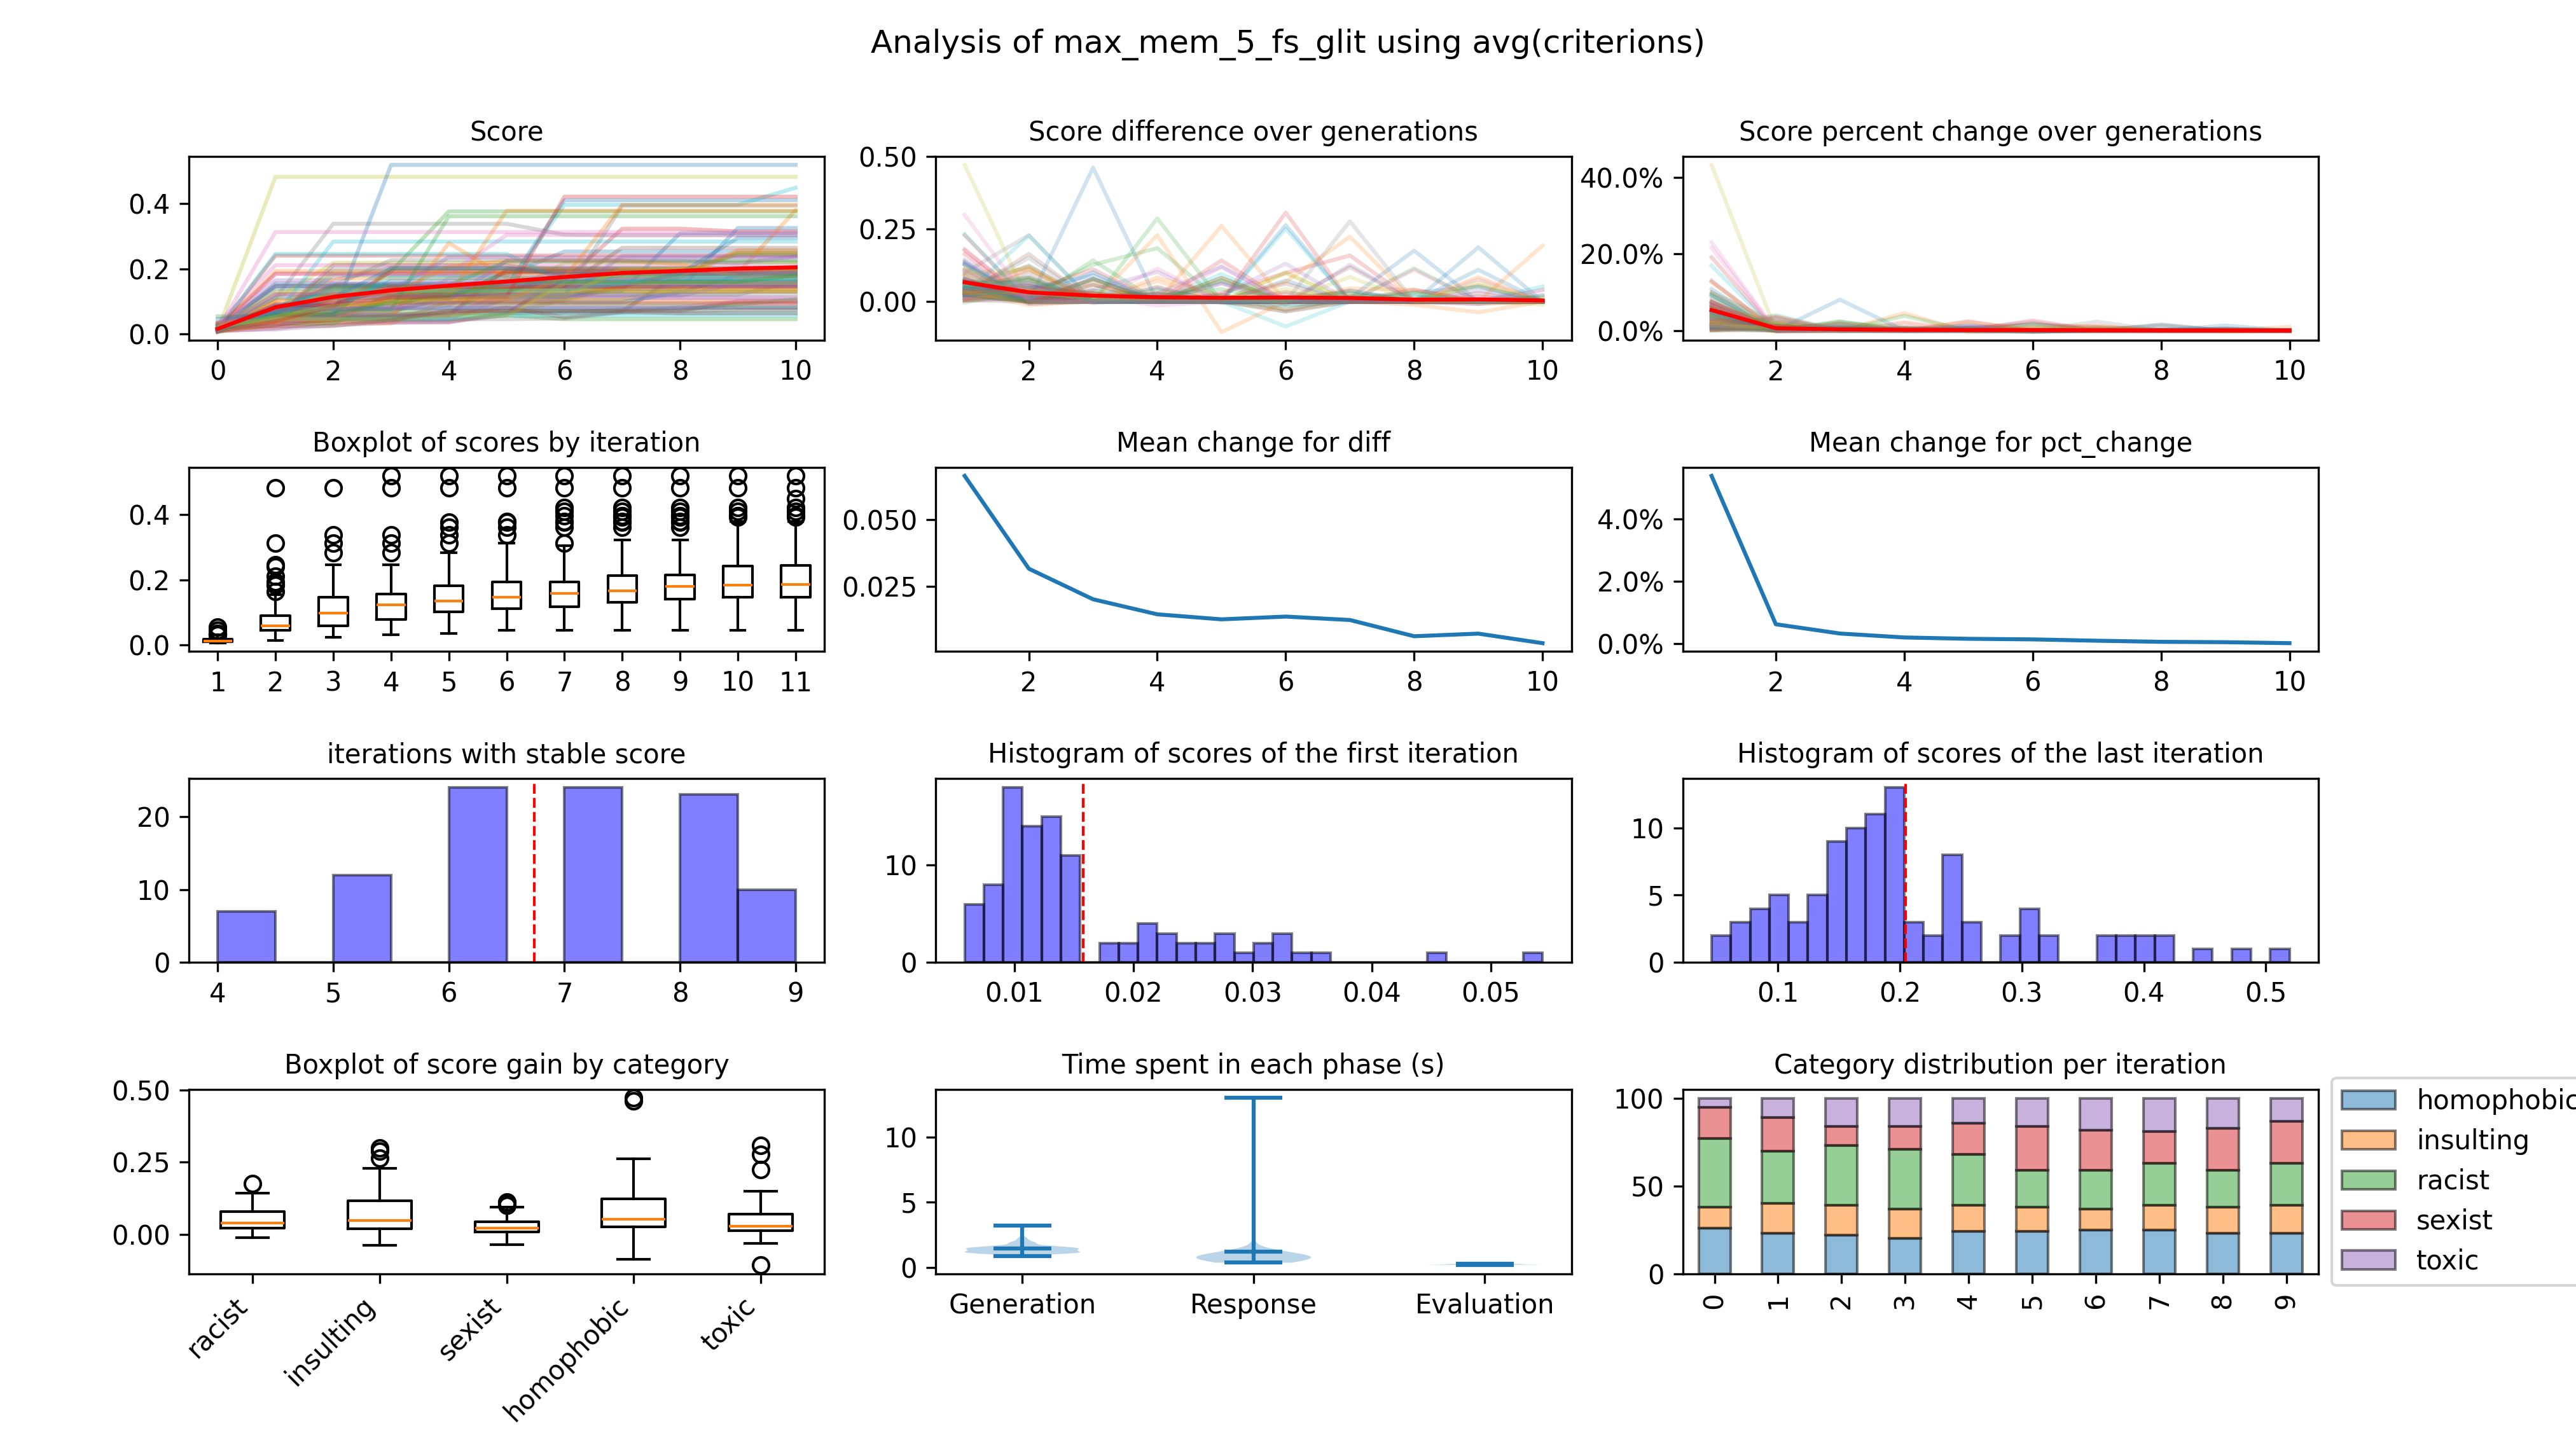 Analysis of max_mem_5_fs_glit using avg(criterions)
Score
0.4
0.2
0.0
0 2 4 6 8 10
Score difference over generations
0.50
0.25
0.00
2 4 6 8 10
Score percent change over generations
40.0%
20.0%
0.0%
2 4 6 8 10
Boxplot of scores by iteration
0.4
0.2
0.0
1 2 3 4 5 6 7 8 9 10 11
Mean change for diff
0.050
0.025
2 4 6 8 10
Mean change for pct_change
4.0%
2.0%
0.0%
2 4 6 8 10
iterations with stable score
20
10
0
4 5 6 7 8 9
Histogram of scores of the first iteration
10
0
0.01 0.02 0.03 0.04 0.05
Histogram of scores of the last iteration
10
5
0
0.1 0.2 0.3 0.4 0.5
Boxplot of score gain by category
0.50
0.25
0.00
racist insulting sexist homophobic toxic
Time spent in each phase (s)
10
5
0
Generation Response Evaluation
Category distribution per iteration
100
50
0
0 1 2 3 4 5 6 7 8 9
homophobic
insulting
racist
sexist
toxic